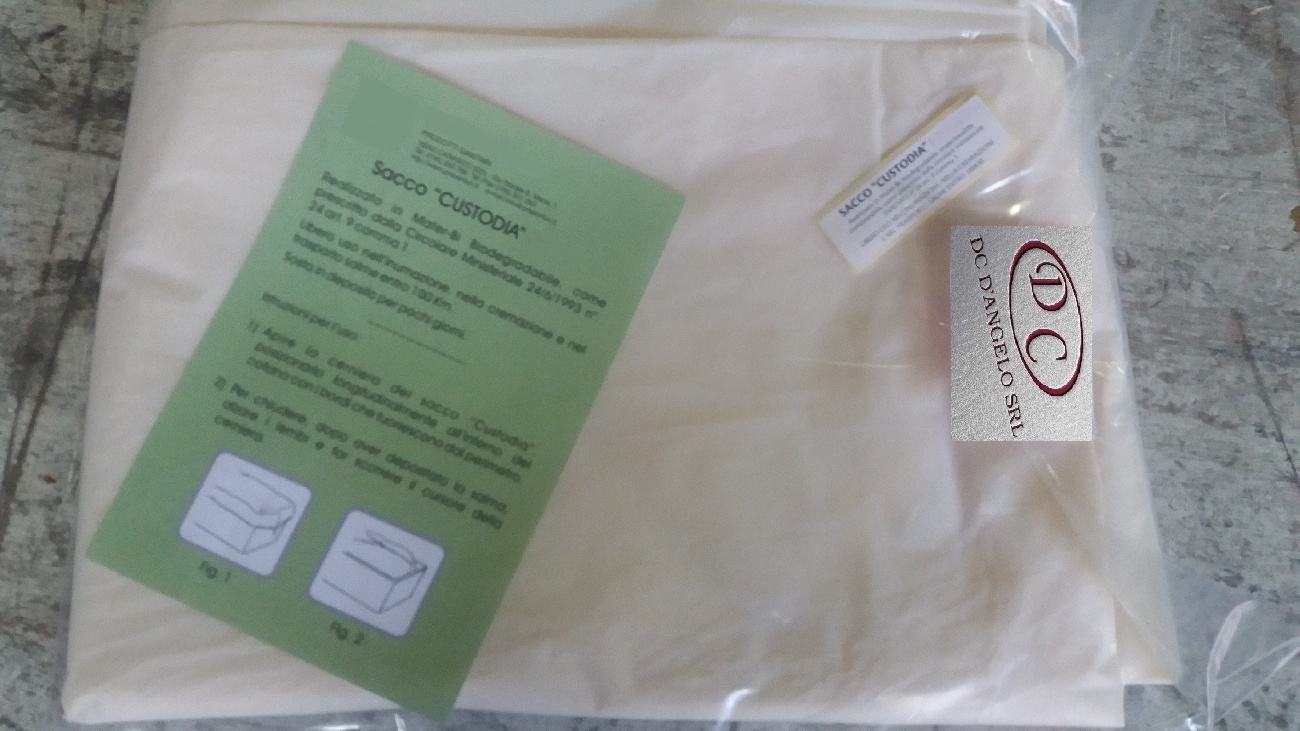 PRODOTTI SANITARI
Sacco "CUSTODIA"
Realizzato in Mater-Bi Biodegradabile, come
prescritto dalla Circolare Ministeriale 24/6/1993 n°
24 art. 9 comma 1.
Libero uso nell'inumazione, nella cremazione e nel
trasporto salme entro 100 Km.
Sosta in deposito per pochi giorni.
Istruzioni per l'uso:
1) Aprire la cerniera del sacco "Custodia"
posizionarlo longitudinalmente all'interno del
cofano con i bordi che fuoriescono dal perimetro.
2) Per chiudere, dopo aver depositato la salma,
alzare i lembi e far scorrere il cursore della
cerniera.
Fig. 1
Fig. 2
SACCO "CUSTODIA"
DC
DC D'ANGELO SRL